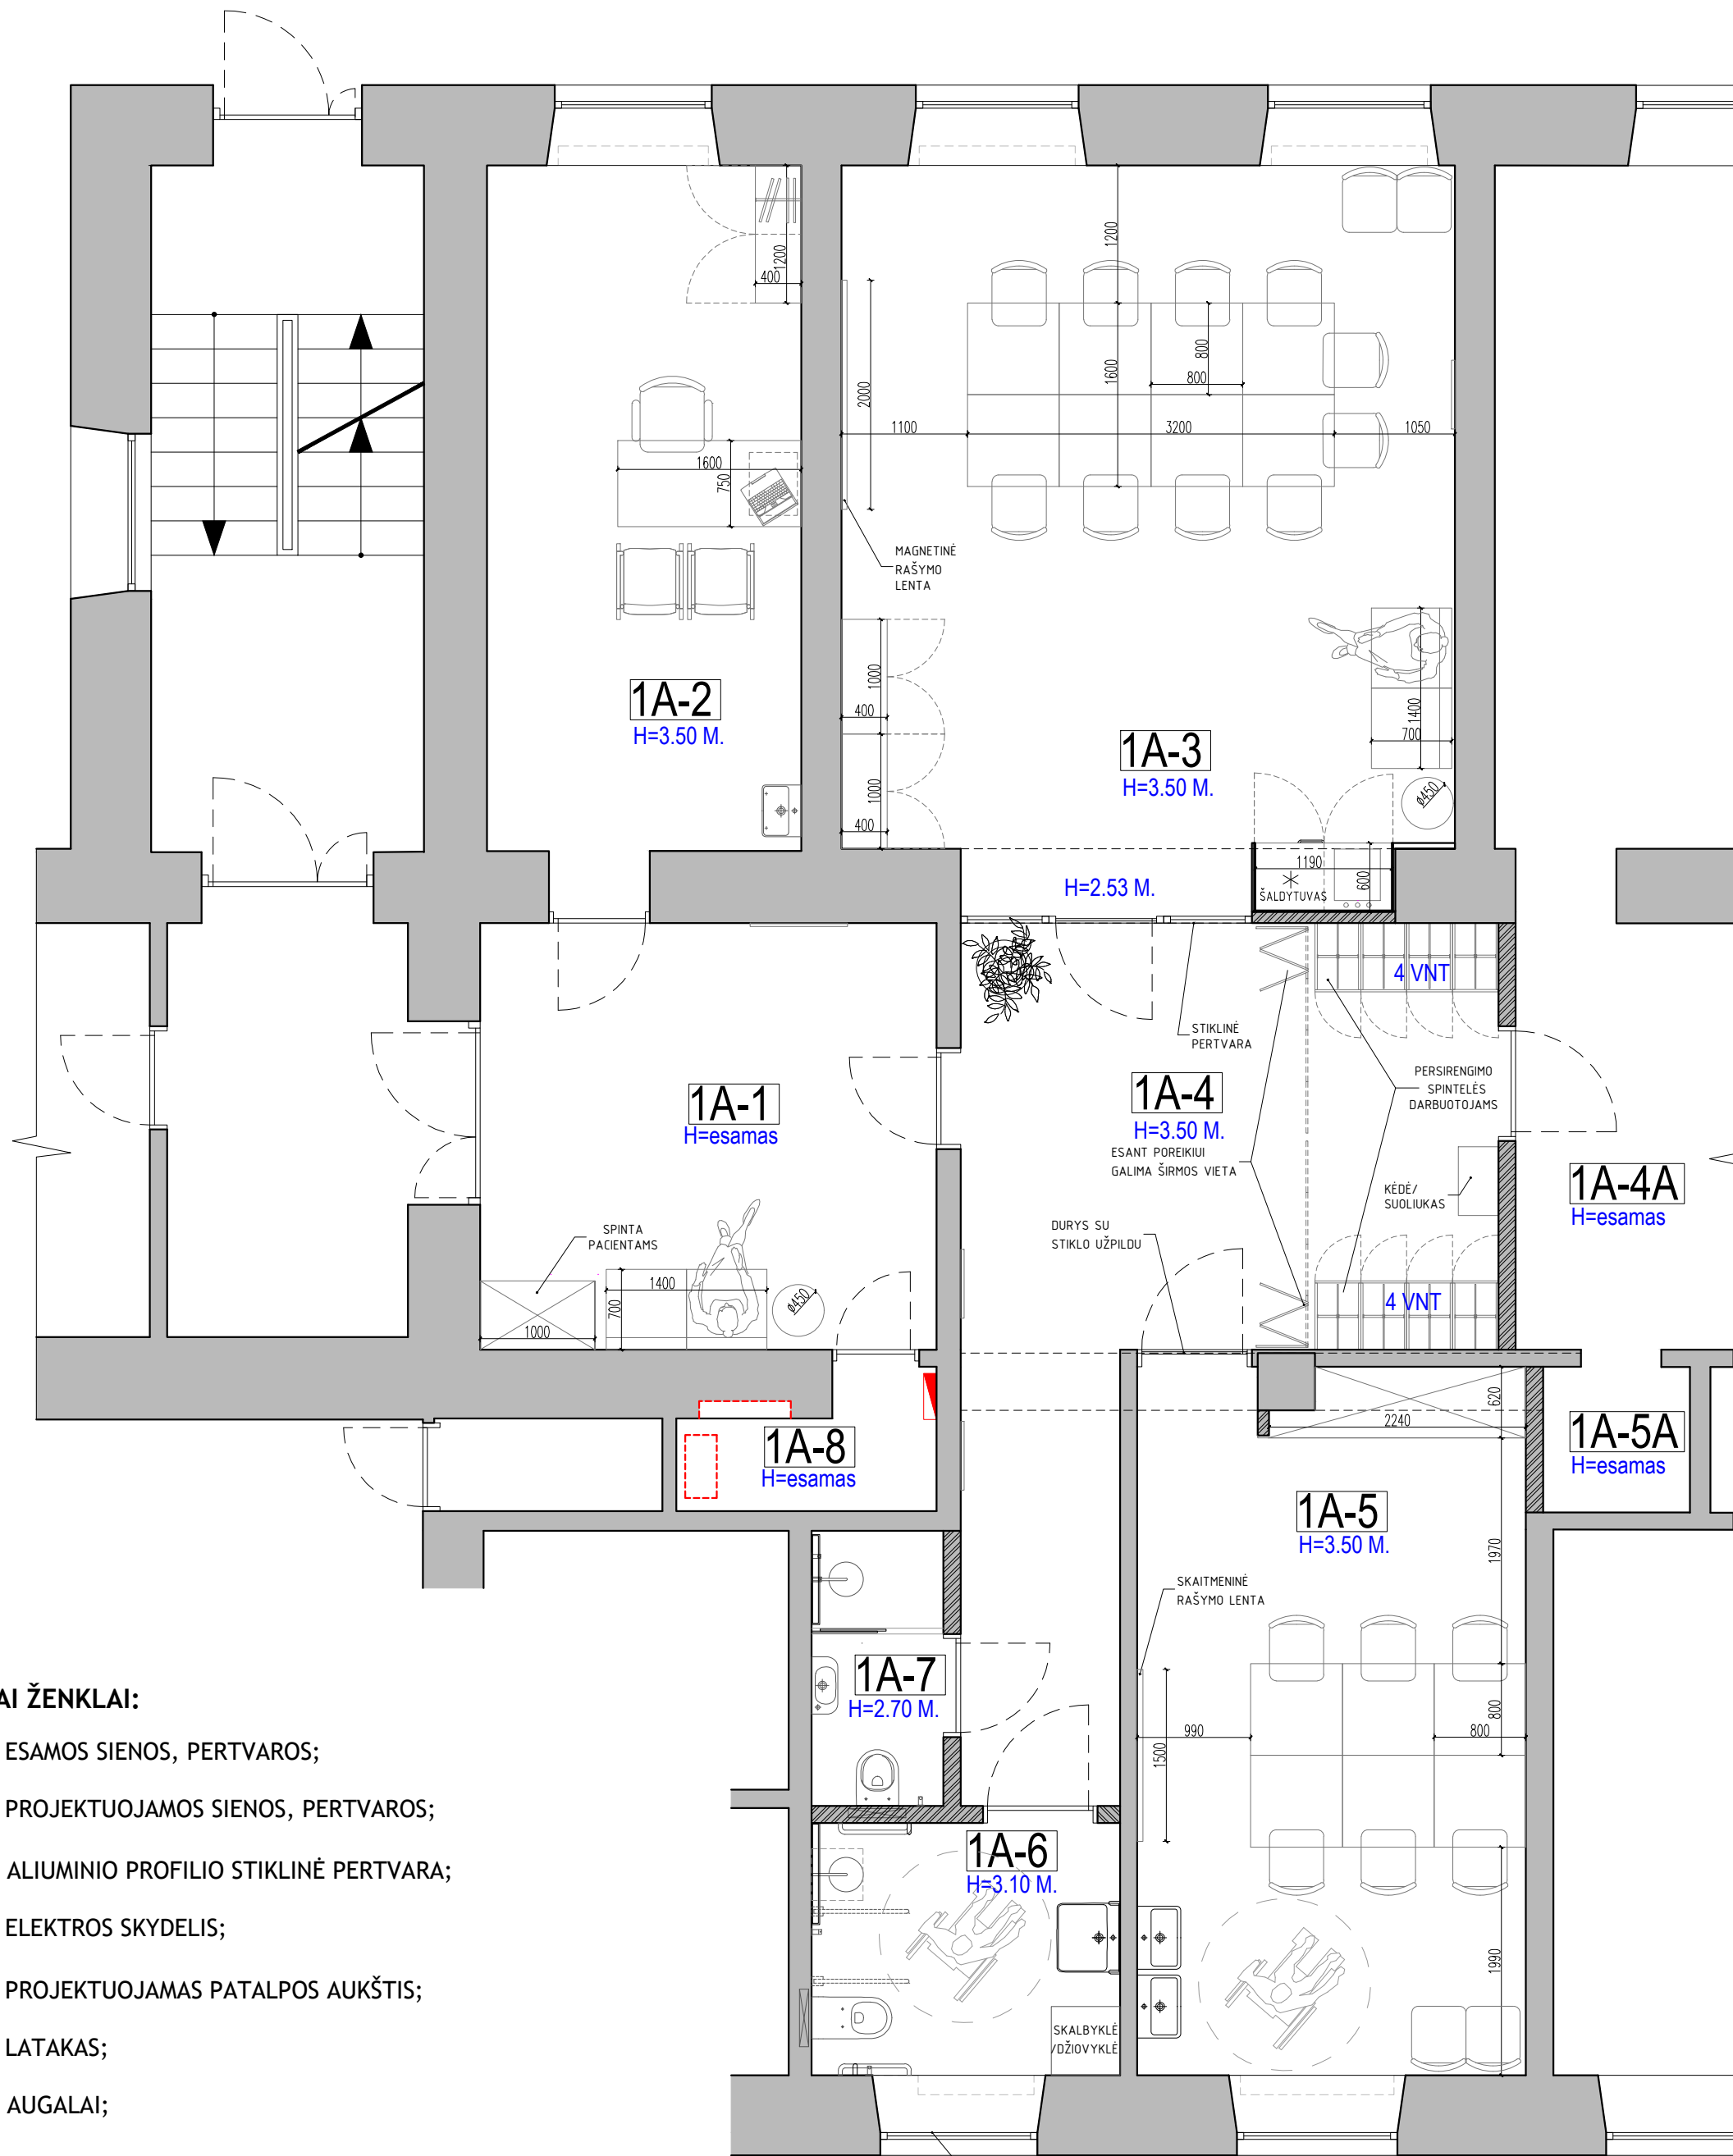 1200
400
1600
750
1A-2
H=3.50 M.
1200
2000
1600
800
800
1100
3200
1050
MAGNETINĖ
RAŠYMO
LENTA
1000
400
1000
400
1400
700
1A-3
H=3.50 M.
Ø450
H=2.53 M.
1190
600
ŠALDYTUVAS
4 VNT
STIKLINĖ
PERTVARA
PERSIRENGIMO
SPINTELĖS
DARBUOTOJAMS
1A-1
H=esamas
1A-4
H=3.50 M.
ESANT POREIKIUI
GALIMA ŠIRMOS VIETA
KĖDĖ/
SUOLIUKAS
1A-4A
H=esamas
DURYS SU
STIKLO UŽPILDU
SPINTA
PACIENTAMS
1000
1400
700
Ø450
4 VNT
620
2240
1A-8
H=esamas
1A-5A
H=esamas
1A-5
H=3.50 M.
1970
SKAITMENINĖ
RAŠYMO LENTA
1A-7
H=2.70 M.
990
1500
800
800
1A-6
H=3.10 M.
1990
SKALBYKLĖ
/DŽIOVYKLĖ
AI ŽENKLAI:
ESAMOS SIENOS, PERTVAROS;
PROJEKTUOJAMOS SIENOS, PERTVAROS;
ALIUMINIO PROFILIO STIKLINĖ PERTVARA;
ELEKTROS SKYDELIS;
PROJEKTUOJAMAS PATALPOS AUKŠTIS;
LATAKAS;
AUGALAI;